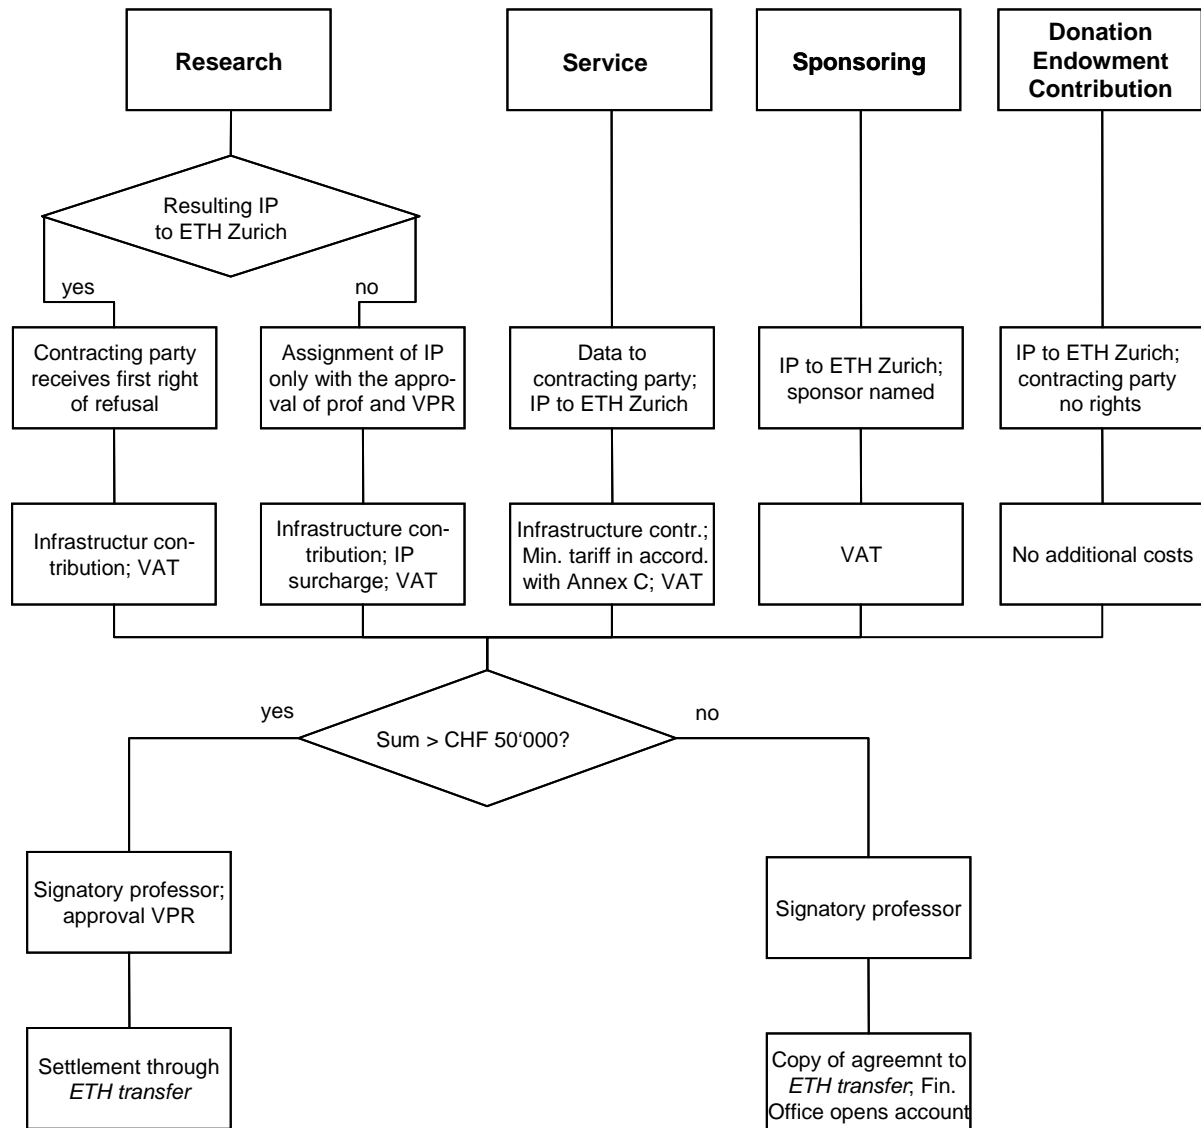 Research
Service
Sponsoring
Donation
Endowment
Contribution
Resulting IP
to ETH Zurich
yes
no
Contracting party
receives first right
of refusal
Assignment of IP
only with the appro-
val of prof and VPR
Data to
contracting party;
IP to ETH Zurich
IP to ETH Zurich;
sponsor named
IP to ETH Zurich;
contracting party
no rights
Infrastructur con-
tribution; VAT
Infrastructure con-
tribution; IP
surcharge; VAT
Infrastructure contr.;
Min. tariff in accord.
with Annex C; VAT
VAT
No additional costs
yes
no
Sum > CHF 50‘000?
Signatory professor;
approval VPR
Signatory professor
Settlement through
ETH transfer
Copy of agreemnt to
ETH transfer; Fin.
Office opens account